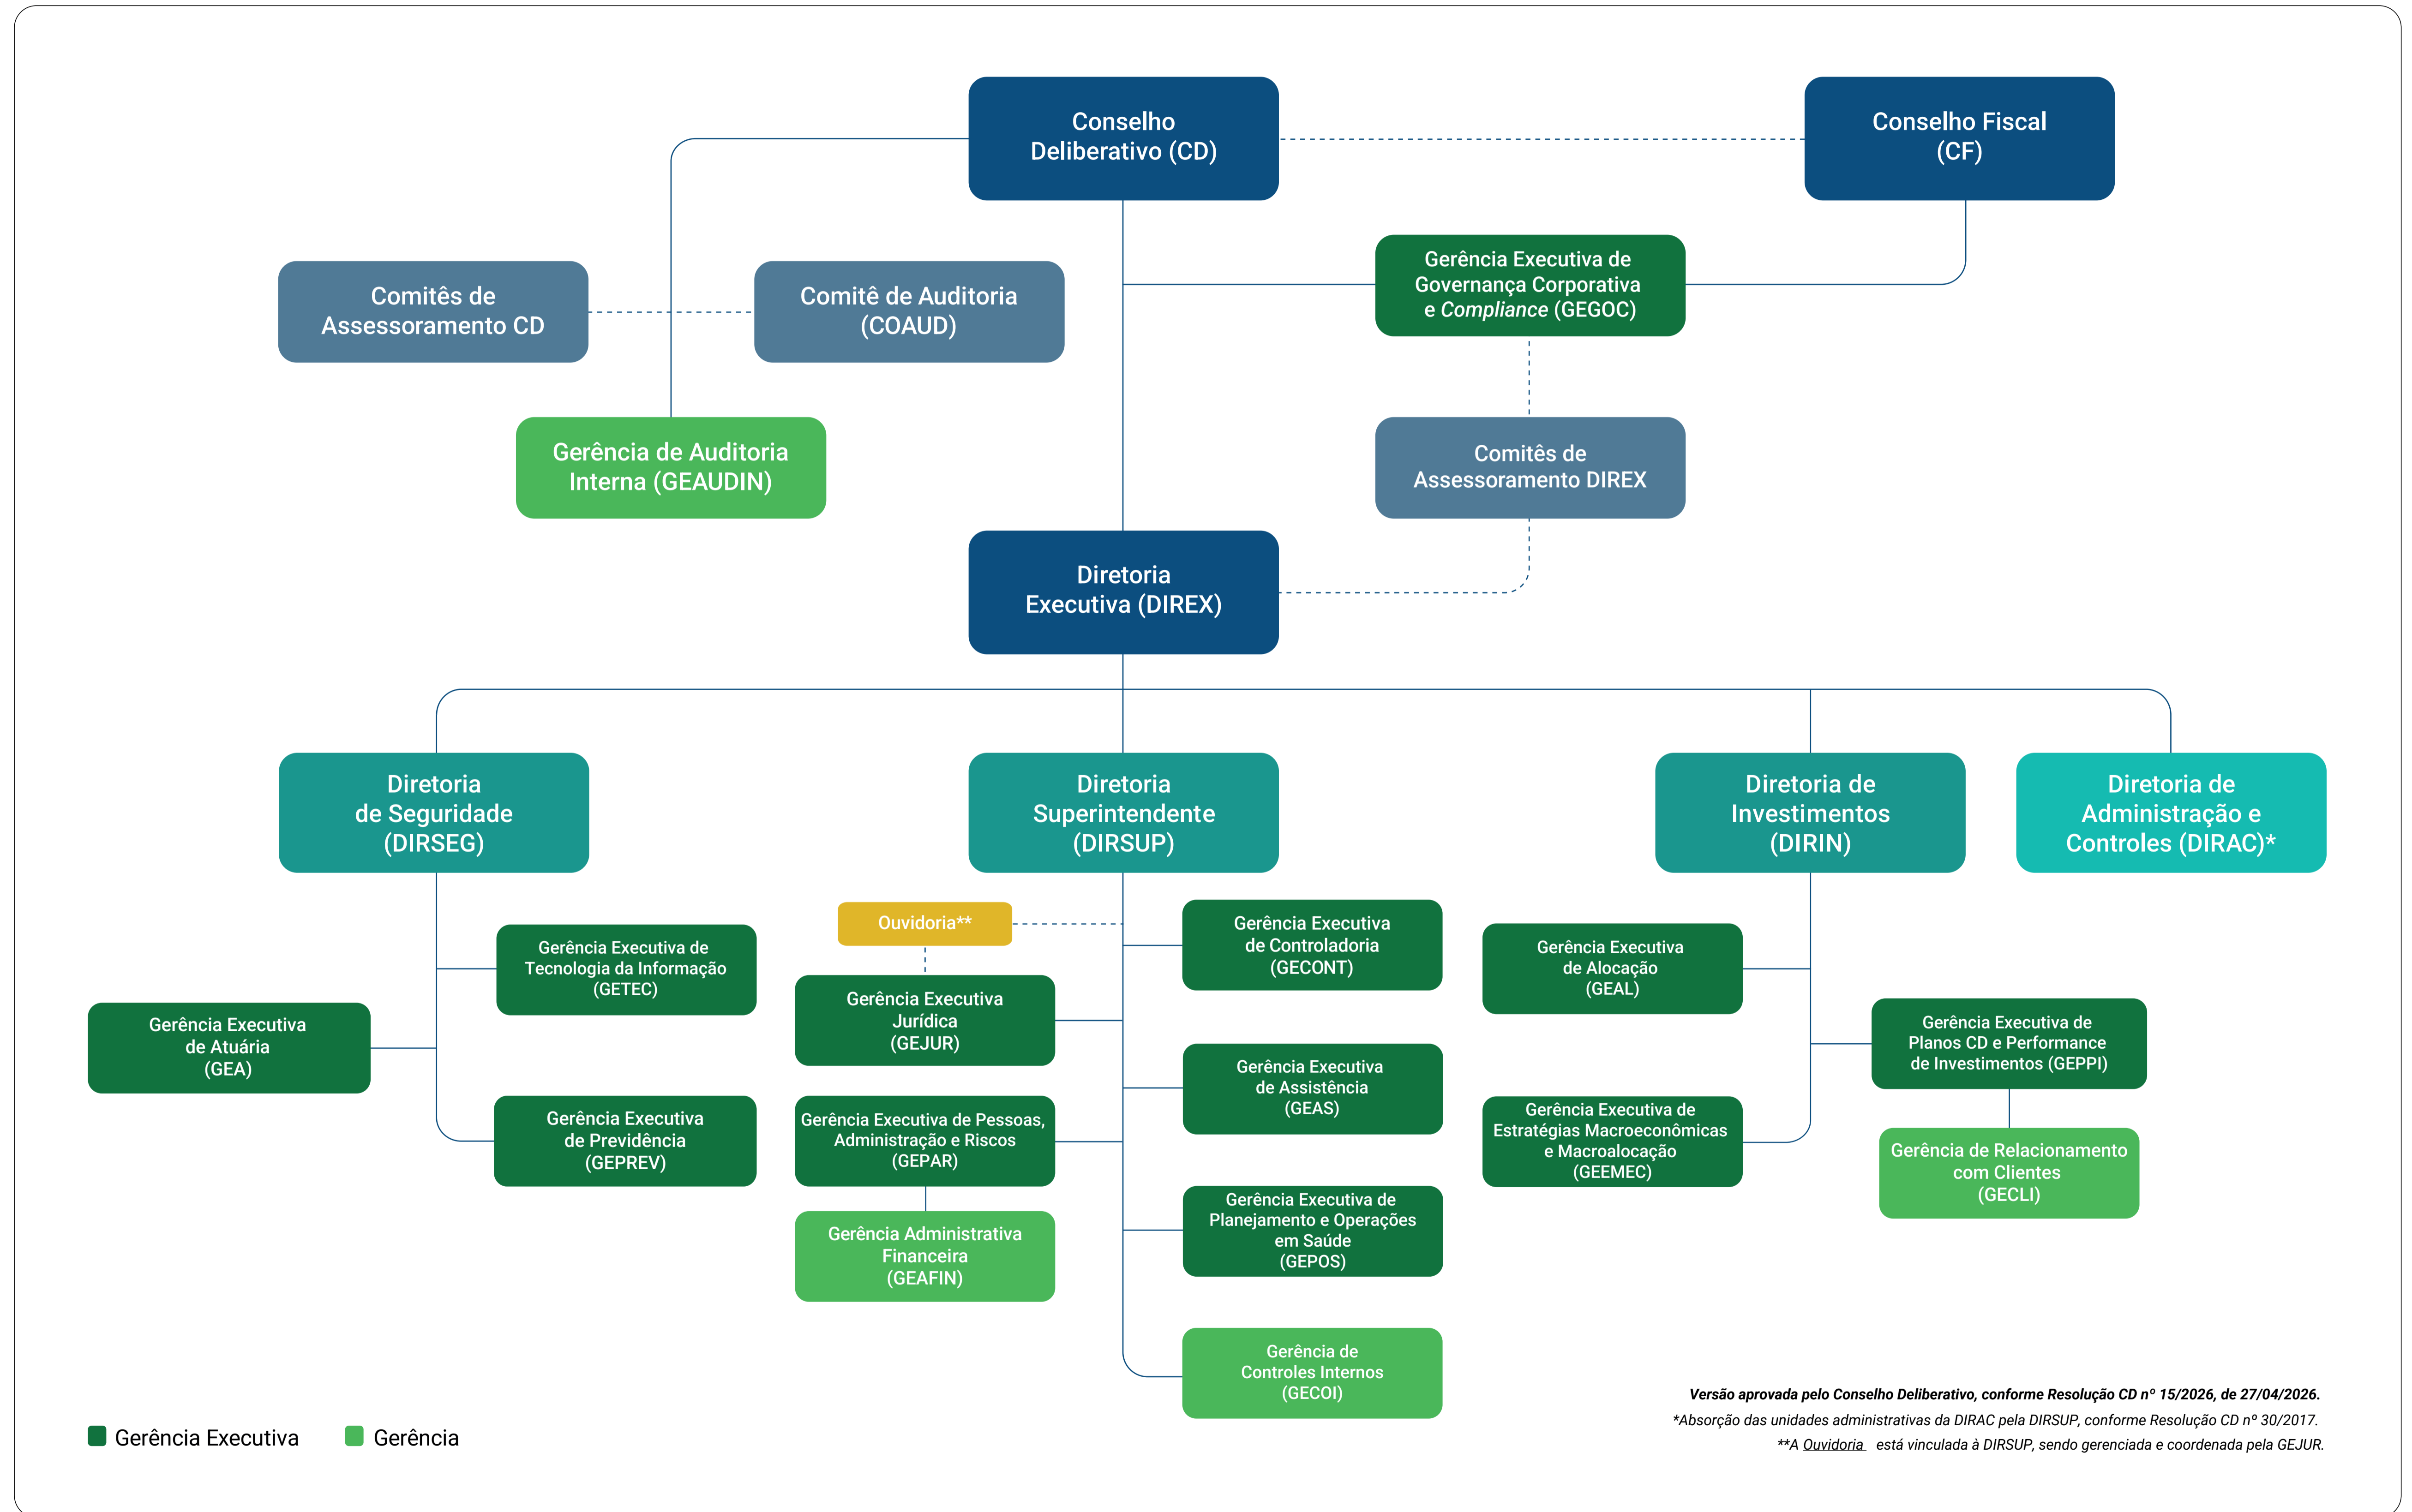 Conselho
Deliberativo (CD)
Conselho Fiscal
(CF)
Gerência Executiva de
Governança Corporativa
e Compliance (GEGOC)
Comitês de
Assessoramento CD
Comitê de Auditoria
(COAUD)
Gerência de Auditoria
Interna (GEAUDIN)
Comitês de
Assessoramento DIREX
Diretoria
Executiva (DIREX)
Diretoria
de Seguridade
(DIRSEG)
Diretoria
Superintendente
(DIRSUP)
Diretoria de
Investimentos
(DIRIN)
Diretoria de
Administração e
Controles (DIRAC)*
Gerência Executiva de
Tecnologia da Informação
(GETEC)
Gerência Executiva
de Atuária
(GEA)
Gerência Executiva
de Previdência
(GEPREV)
Ouvidoria**
Gerência Executiva
Jurídica
(GEJUR)
Gerência Executiva de Pessoas,
Administração e Riscos
(GEPAR)
Gerência Administrativa
Financeira
(GEAFIN)
Gerência Executiva
de Controladoria
(GECONT)
Gerência Executiva
de Assistência
(GEAS)
Gerência Executiva de
Planejamento e Operações
em Saúde
(GEPOS)
Gerência de
Controles Internos
(GECOI)
Gerência Executiva
de Alocação
(GEAL)
Gerência Executiva de
Planos CD e Performance
de Investimentos (GEPPI)
Gerência Executiva de
Estratégias Macroeconômicas
e Macroalocação
(GEEMEC)
Gerência de Relacionamento
com Clientes
(GECLI)
Gerência Executiva
Gerência
Versão aprovada pelo Conselho Deliberativo, conforme Resolução CD nº 15/2026, de 27/04/2026.
*Absorção das unidades administrativas da DIRAC pela DIRSUP, conforme Resolução CD nº 30/2017.
**A Ouvidoria está vinculada à DIRSUP, sendo gerenciada e coordenada pela GEJUR.